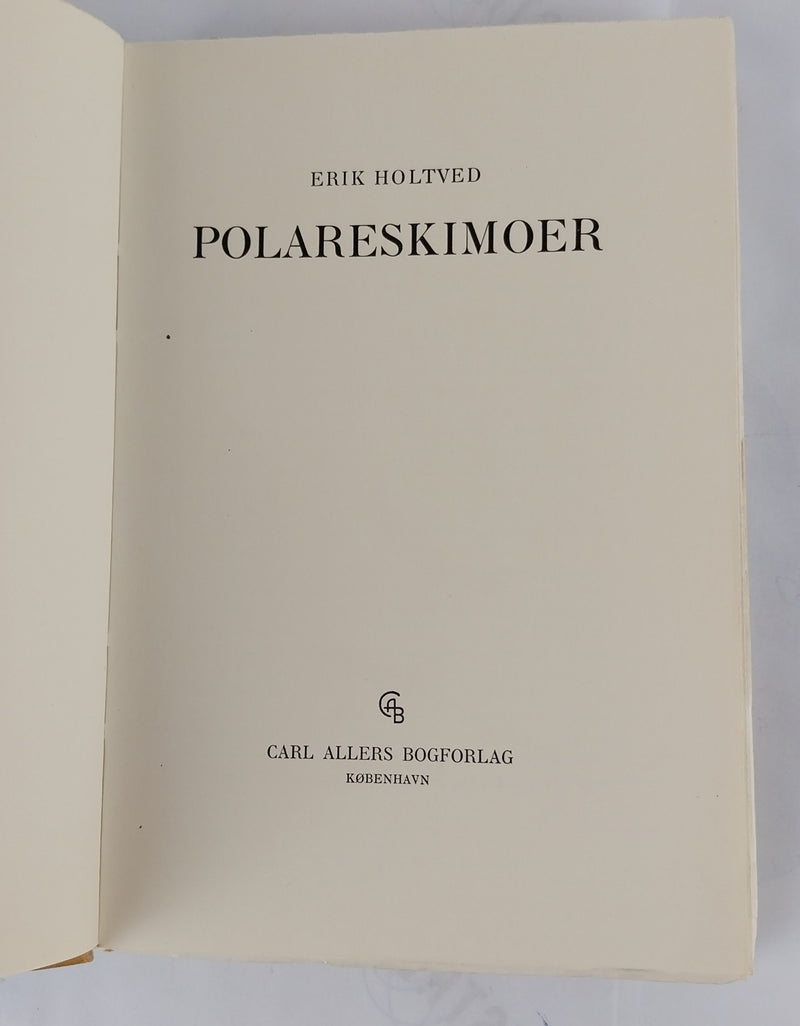 ERIK HOLTVED
POLARESKIMOER
CAB
CARL ALLERS BOGFORLAG
KØBENHAVN